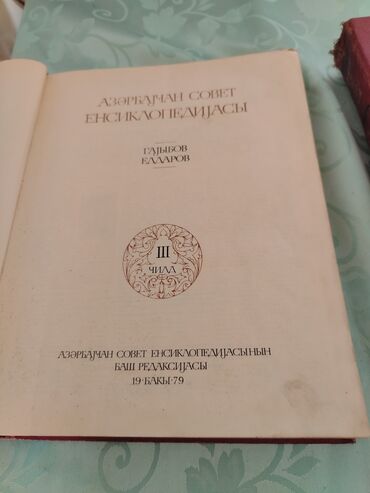 АЗӘРБАЈҸАН СОВЕТ
ЕНСИКЛОПЕДИЈАСЫ
ГАЈЫБОВ
ЕЛДАРОВ
III
ҸИЛД
АЗӘРБАЈҸАН СОВЕТ ЕНСИКЛОПЕДИЈАСЫНЫН
БАШ РЕДАКСИЈАСЫ
19·БАКЫ·79